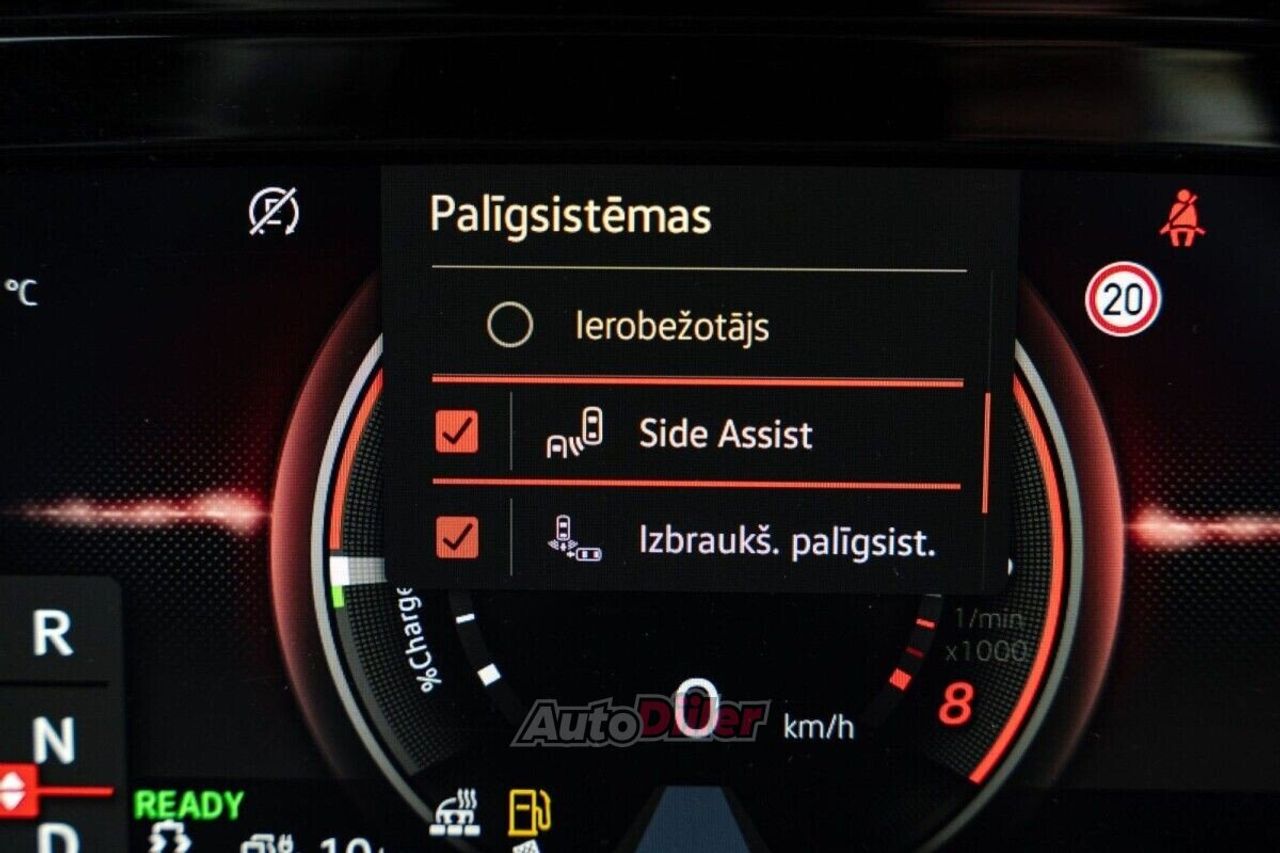 Palīgsistēmas
°C
20
Ierobežotājs
Side Assist
Izbraukš. palīgsist.
%Charge
1/min
x1000
R
8
0
km/h
AutoDiler
N
READY
D